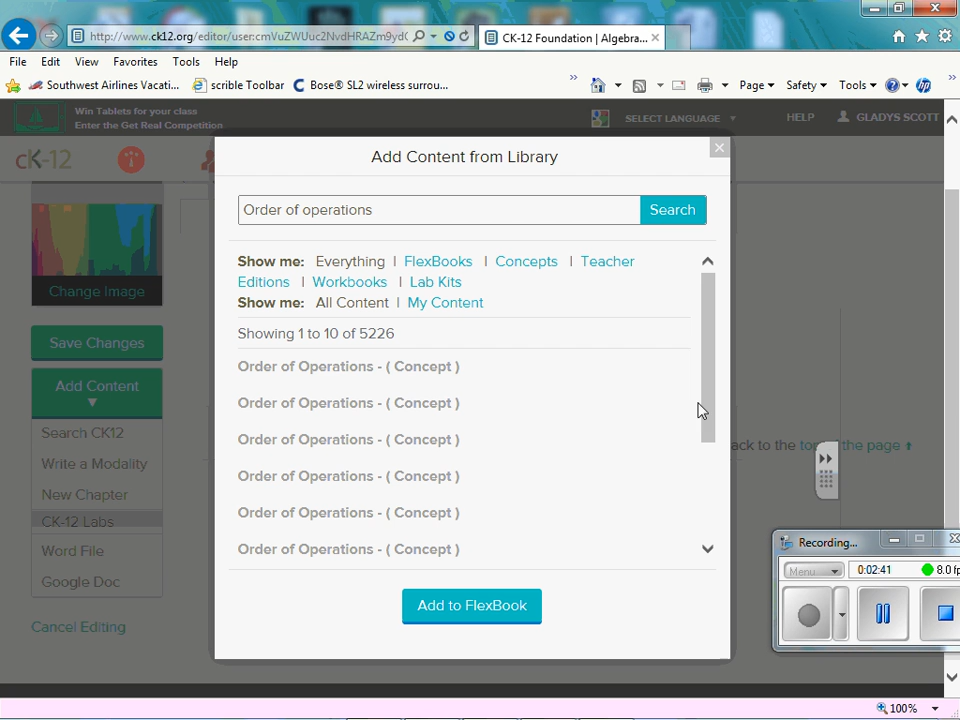 http://www.ck12.org/editor/user:cmVuZWUuc2NvdHRAZm9yd
CK-12 Foundation | Algebra...
File Edit View Favorites Tools Help
Southwest Airlines Vacati... scrible Toolbar Bose® SL2 wireless surrou... Page Safety Tools
Win Tablets for your class
Enter the Get Real Competition
SELECT LANGUAGE HELP GLADYS SCOTT
cK-12
Add Content from Library
Order of operations Search
Show me: Everything | FlexBooks | Concepts | Teacher
Editions | Workbooks | Lab Kits
Show me: All Content | My Content
Showing 1 to 10 of 5226
Order of Operations - ( Concept )
Order of Operations - ( Concept )
Order of Operations - ( Concept )
Order of Operations - ( Concept )
Order of Operations - ( Concept )
Order of Operations - ( Concept )
Add to FlexBook
Change Image
Save Changes
Add Content
Search CK12
Write a Modality
New Chapter
CK-12 Labs
Word File
Google Doc
Cancel Editing
ack to the top of the page
Recording...
Menu 0:02:41 8.0 fp
100%